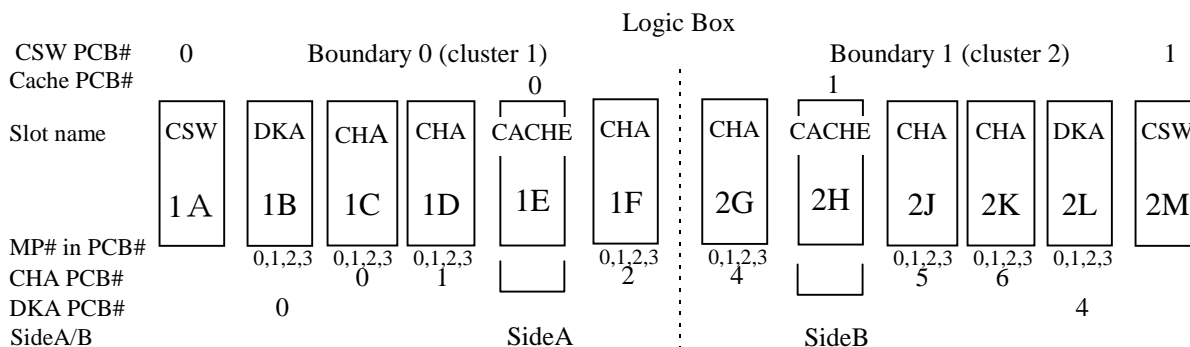 Logic Box
CSW PCB# 0 Boundary 0 (cluster 1) Boundary 1 (cluster 2) 1
Cache PCB# 0 1
Slot name CSW DKA CHA CHA CACHE CHA CHA CACHE CHA CHA DKA CSW
1A 1B 1C 1D 1E 1F 2G 2H 2J 2K 2L 2M
MP# in PCB# 0,1,2,3 0,1,2,3 0,1,2,3 0,1,2,3 0,1,2,3 0,1,2,3 0,1,2,3 0,1,2,3
CHA PCB# 0 1 2 4 5 6
DKA PCB# 0 4
SideA/B SideA SideB